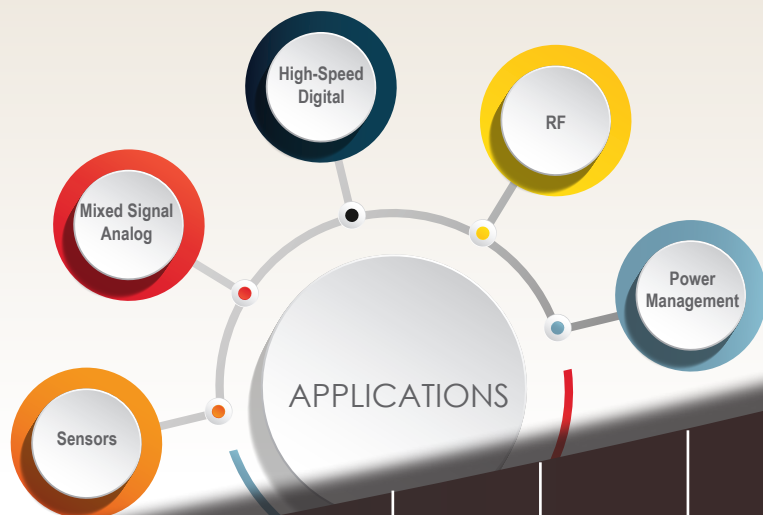 High-Speed
Digital
RF
Mixed Signal
Analog
Power
Management
APPLICATIONS
Sensors